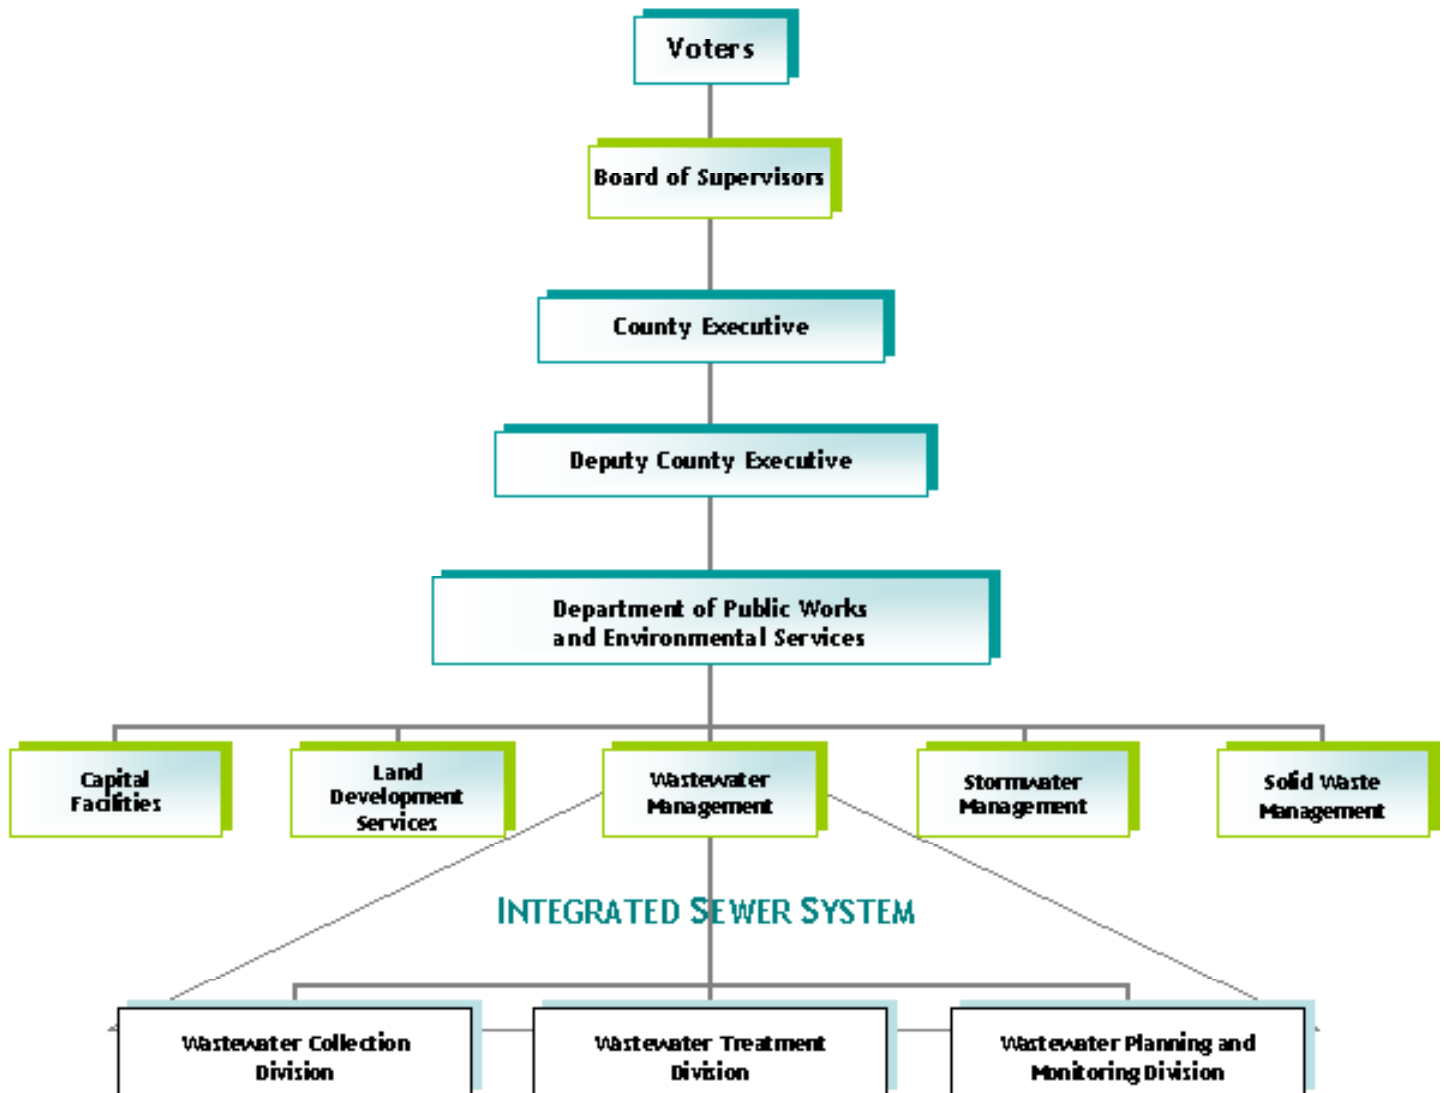 Voters
Board of Supervisors
County Executive
Deputy County Executive
Department of Public Works
and Environmental Services
Capital
Facilities
Land
Development
Services
Wastewater
Management
Stormwater
Management
Solid Waste
Management
INTEGRATED SEWER SYSTEM
Wastewater Collection
Division
Wastewater Treatment
Division
Wastewater Planning and
Monitoring Division